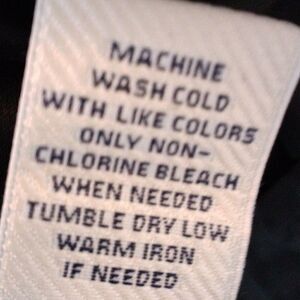 MACHINE
WASH COLD
WITH LIKE COLORS
ONLY NON-
CHLORINE BLEACH
WHEN NEEDED
TUMBLE DRY LOW
WARM IRON
IF NEEDED